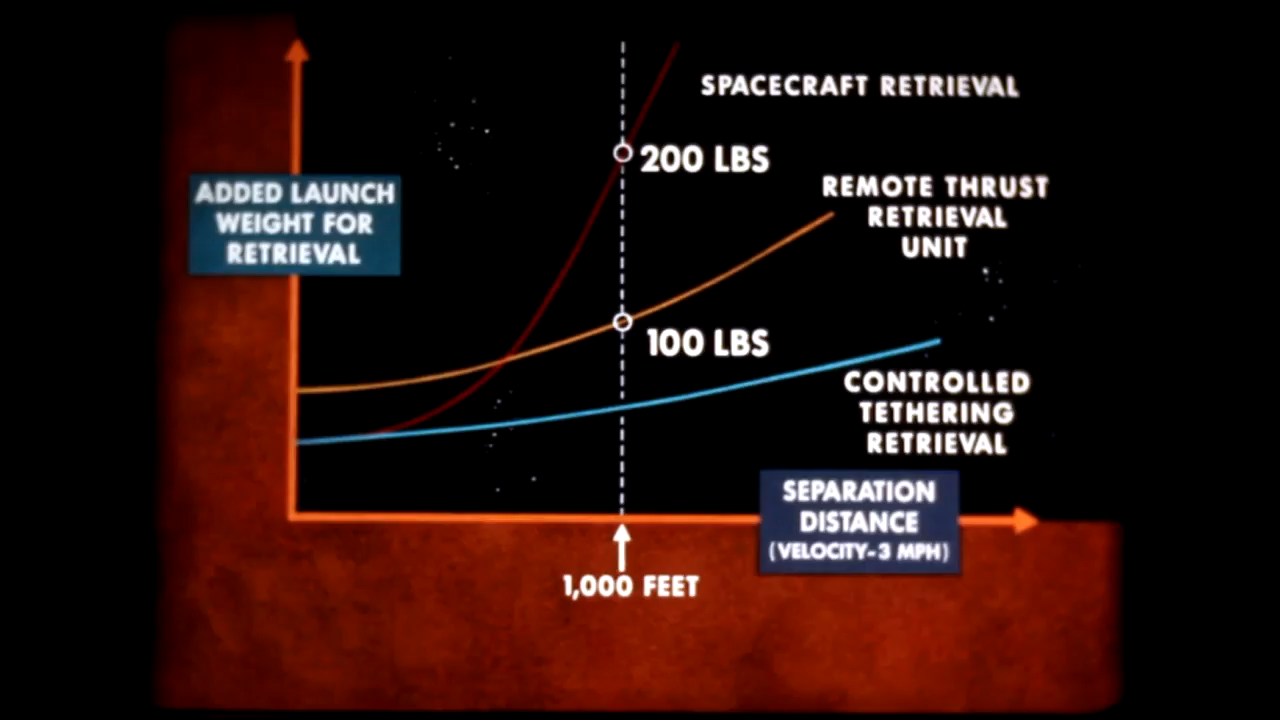 SPACECRAFT RETRIEVAL
200 LBS
ADDED LAUNCH
WEIGHT FOR
RETRIEVAL
REMOTE THRUST
RETRIEVAL
UNIT
100 LBS
CONTROLLED
TETHERING
RETRIEVAL
SEPARATION
DISTANCE
(VELOCITY-3 MPH)
1,000 FEET